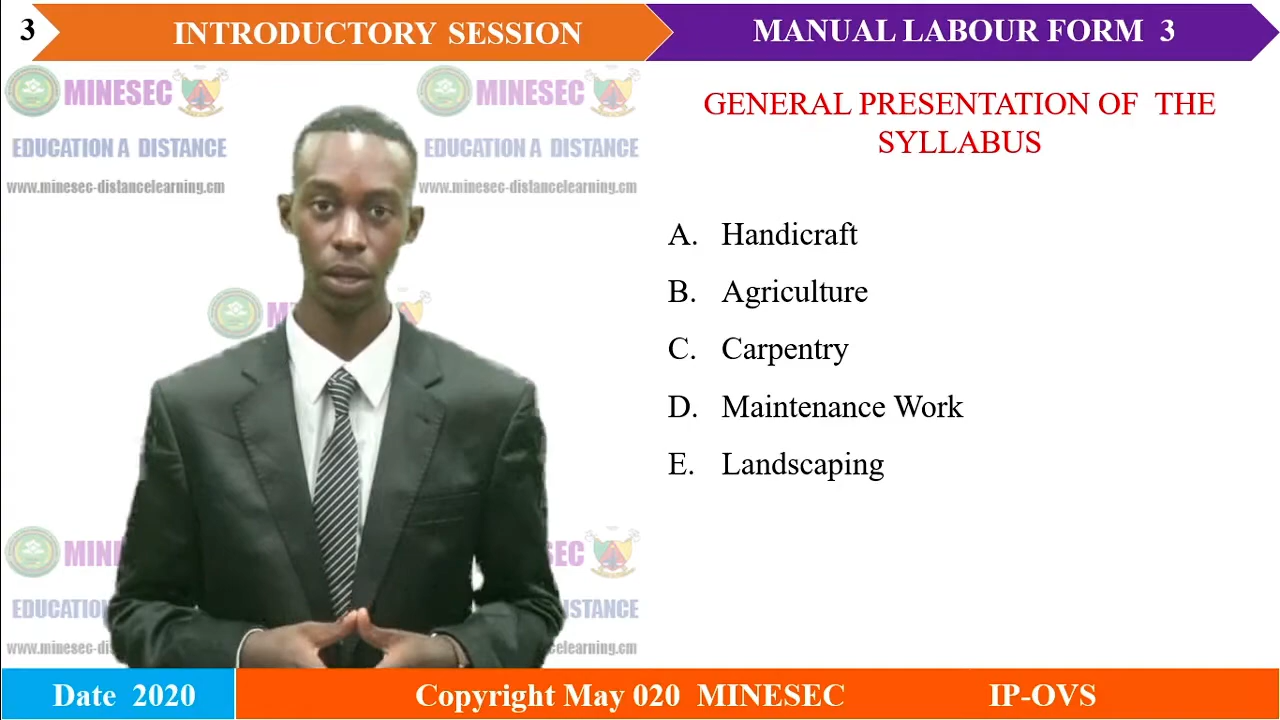 3
INTRODUCTORY SESSION
MANUAL LABOUR FORM 3
MINESEC
MINESEC
EDUCATION A DISTANCE
EDUCATION A DISTANCE
www.minesec-distancelearning.cm
www.minesec-distancelearning.cm
GENERAL PRESENTATION OF THE
SYLLABUS
A. Handicraft
B. Agriculture
C. Carpentry
D. Maintenance Work
E. Landscaping
EDUCATION
Date 2020
Copyright May 020 MINESEC
IP-OVS